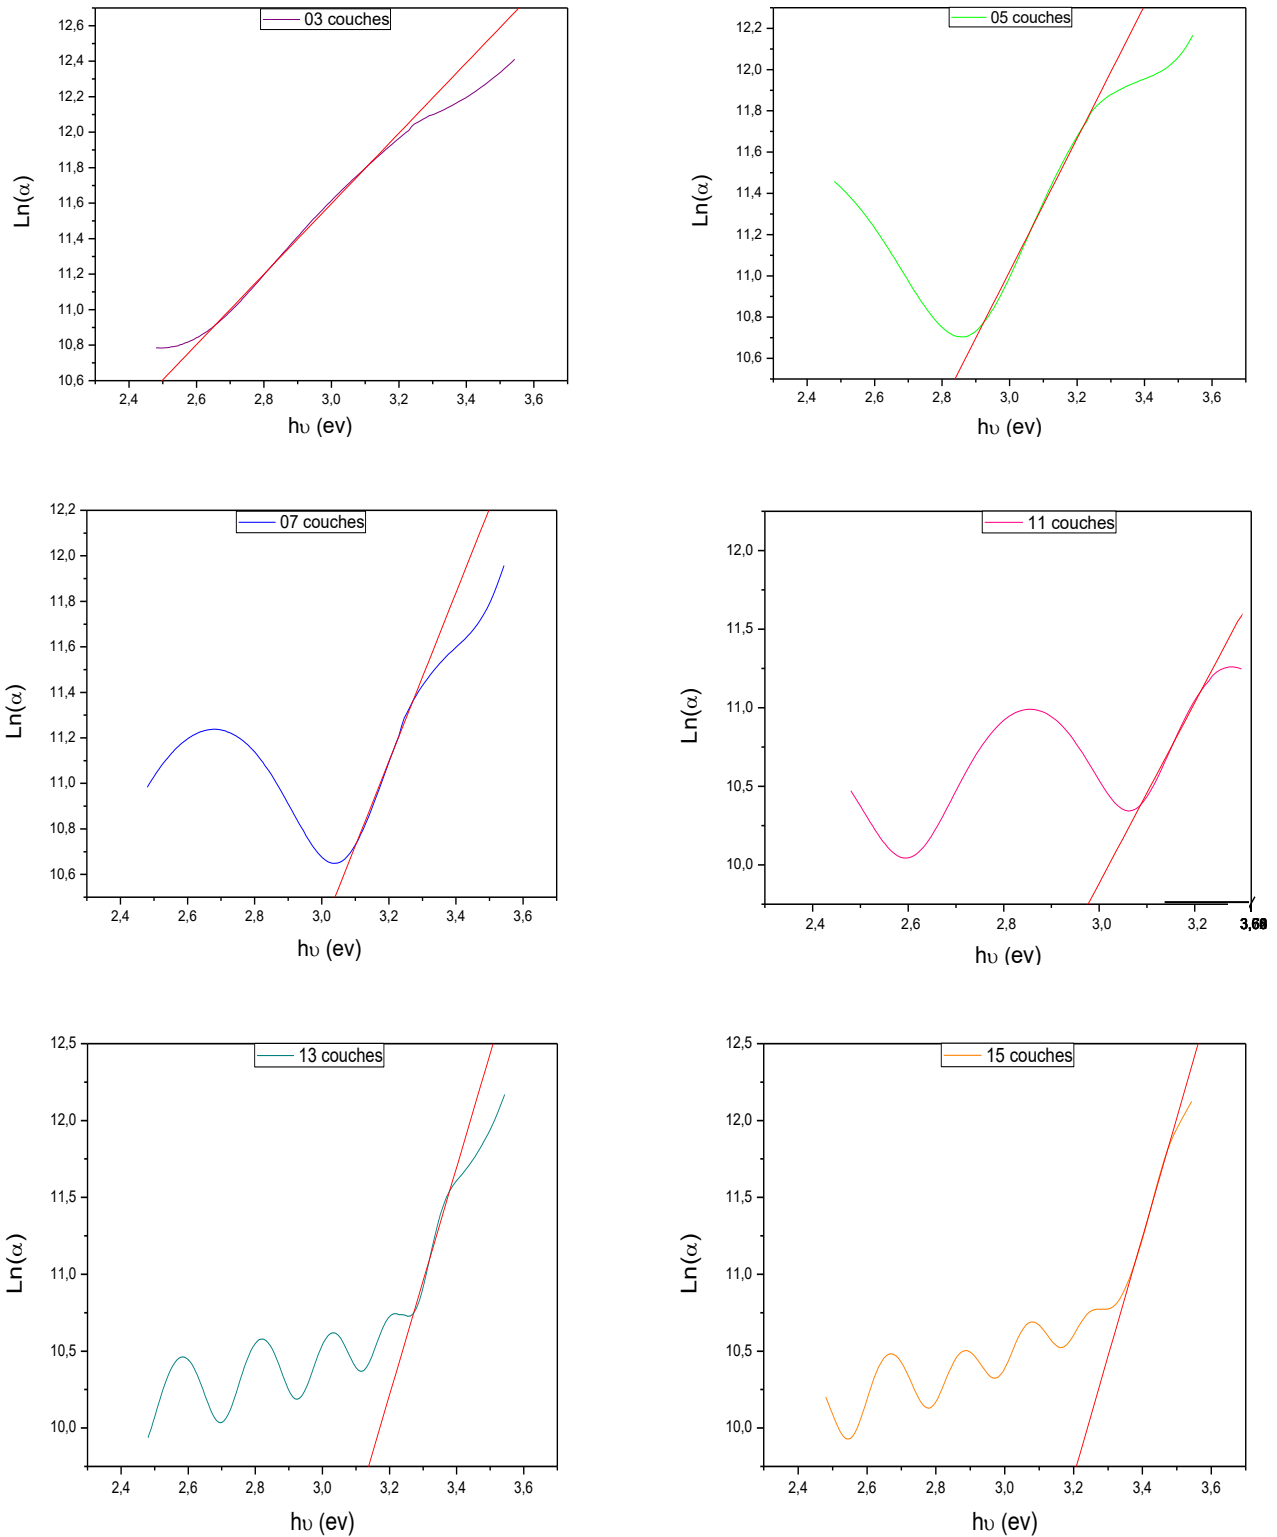 03 couches
12,6
12,4
12,2
12,0
11,8
11,6
11,4
11,2
11,0
10,8
10,6
Ln(α)
2,4 2,6 2,8 3,0 3,2 3,4 3,6
hυ (ev)
05 couches
12,2
12,0
11,8
11,6
11,4
11,2
11,0
10,8
10,6
Ln(α)
2,4 2,6 2,8 3,0 3,2 3,4 3,6
hυ (ev)
07 couches
12,2
12,0
11,8
11,6
11,4
11,2
11,0
10,8
10,6
Ln(α)
2,4 2,6 2,8 3,0 3,2 3,4 3,6
hυ (ev)
11 couches
12,0
11,5
11,0
10,5
10,0
Ln(α)
2,4 2,6 2,8 3,0 3,2
hυ (ev)
13 couches
12,5
12,0
11,5
11,0
10,5
10,0
Ln(α)
2,4 2,6 2,8 3,0 3,2 3,4 3,6
hυ (ev)
15 couches
12,5
12,0
11,5
11,0
10,5
10,0
Ln(α)
2,4 2,6 2,8 3,0 3,2 3,4 3,6
hυ (ev)